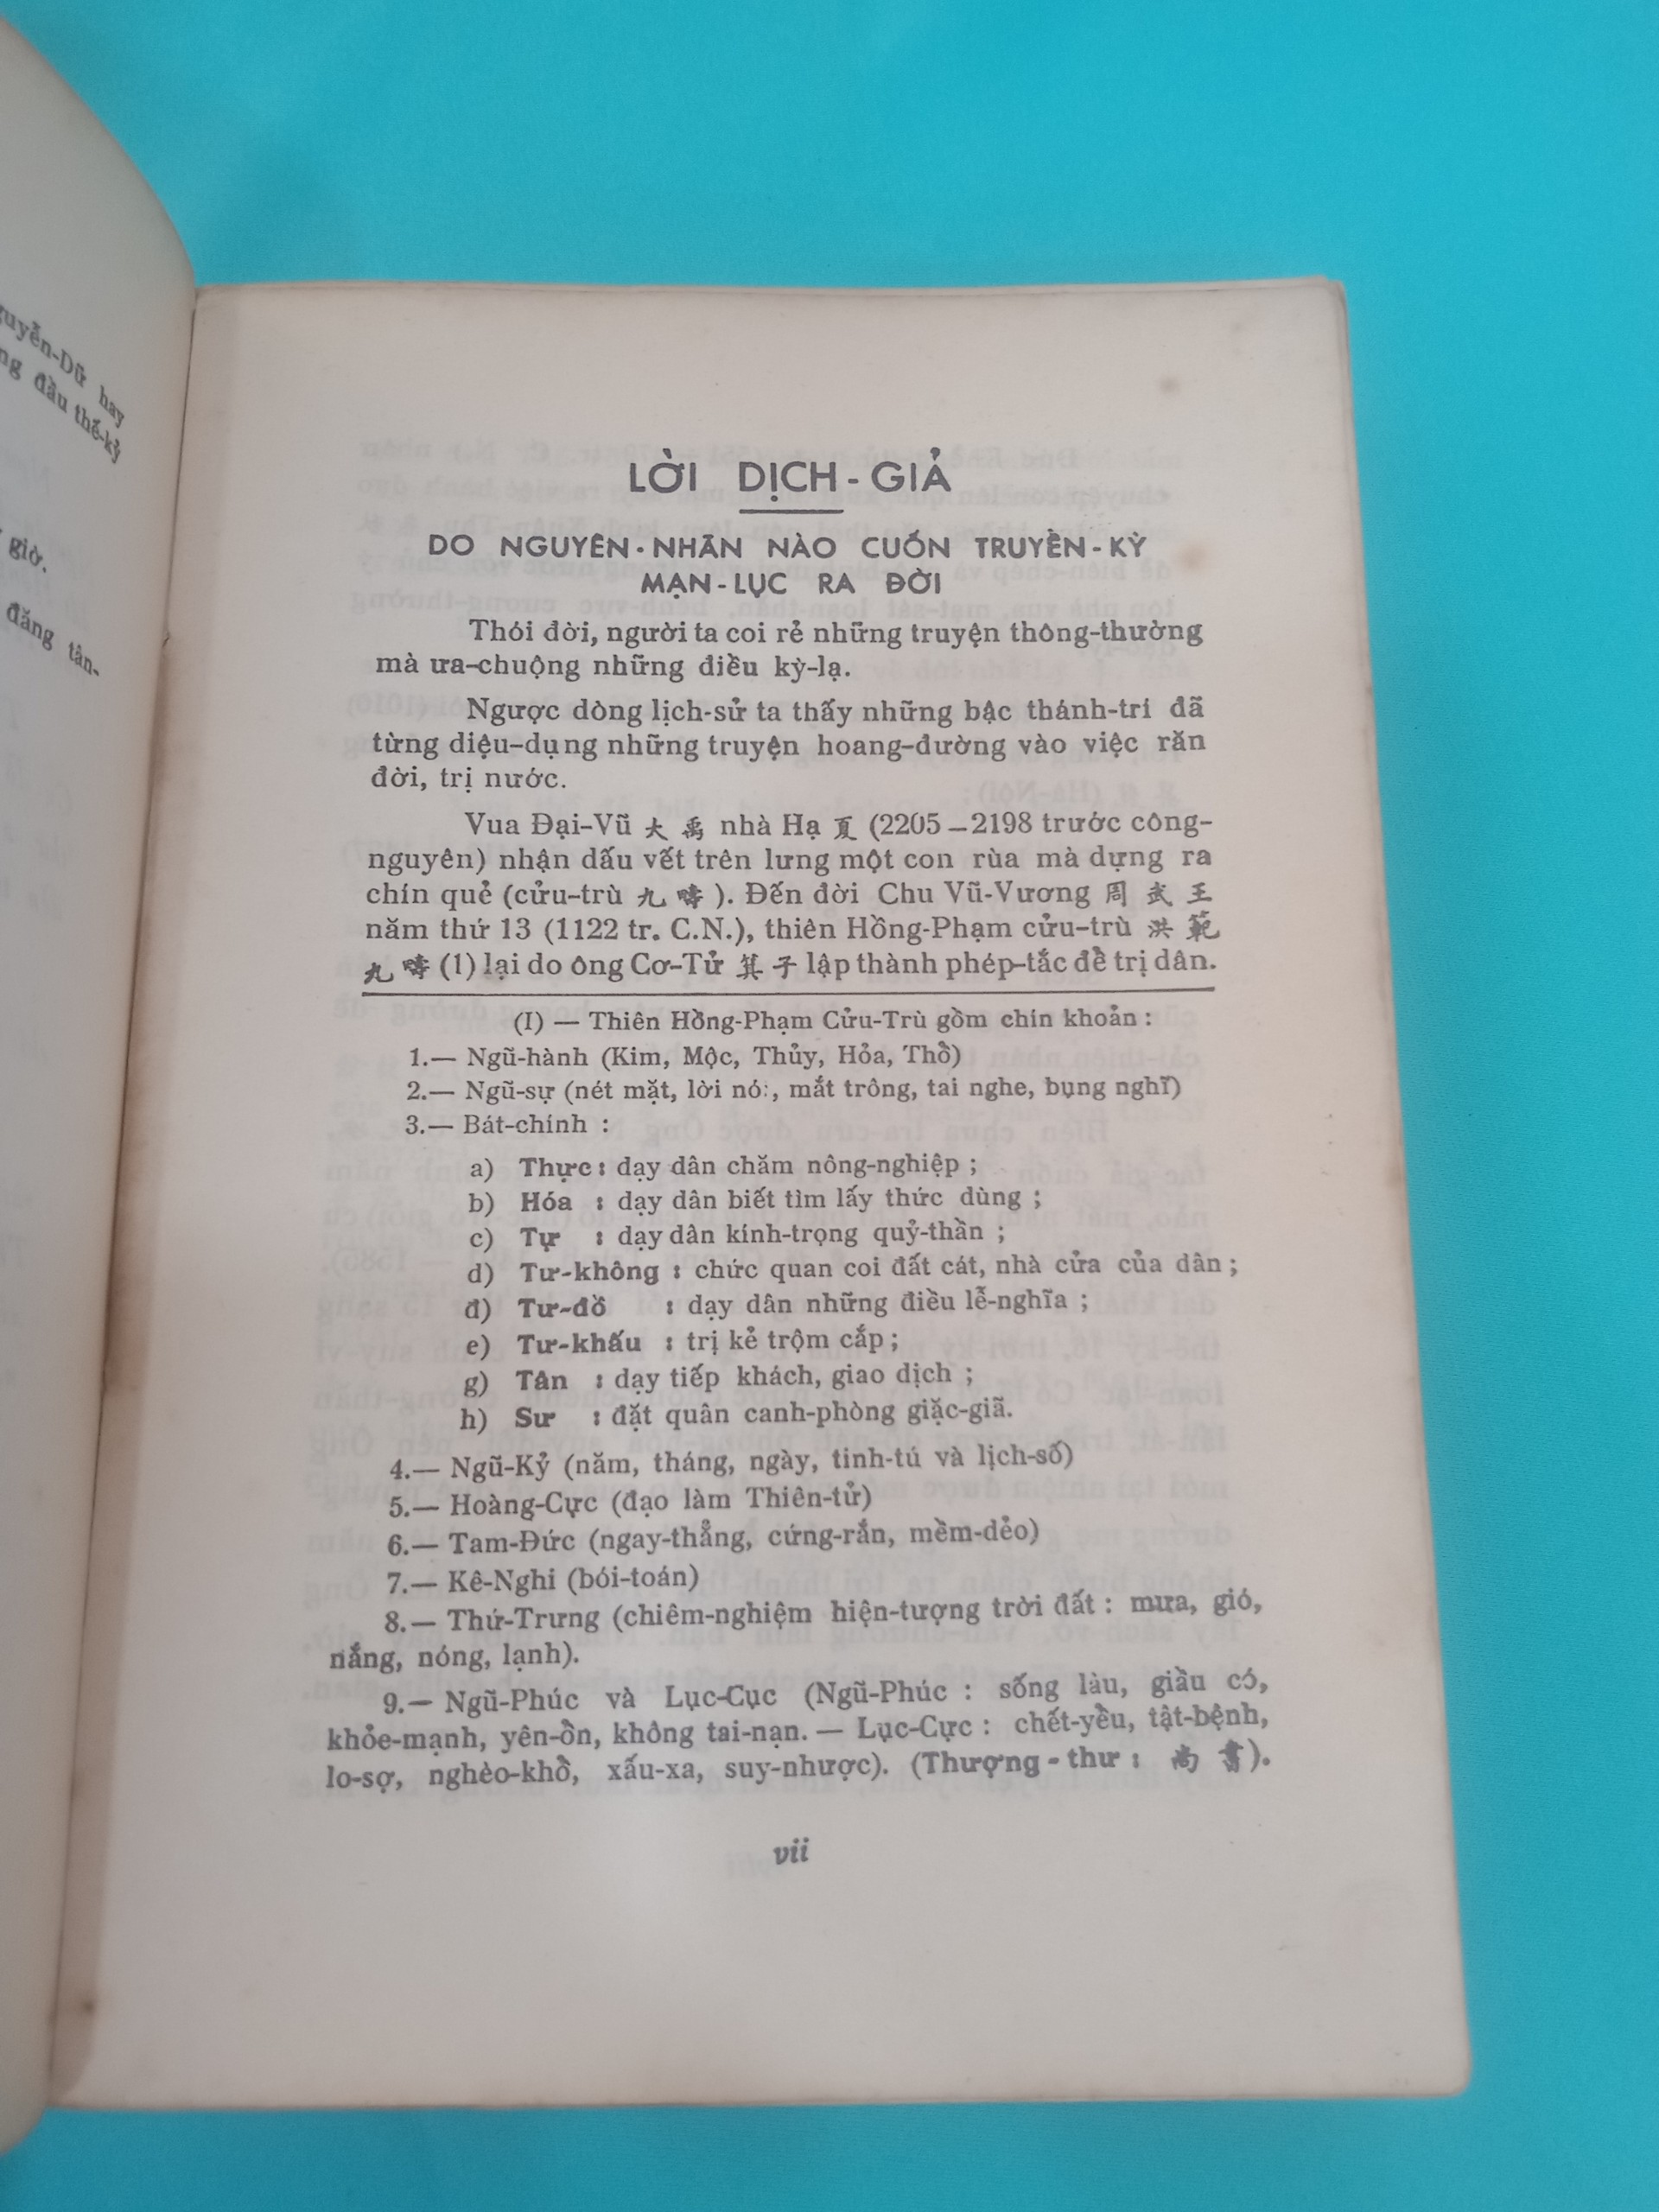 guyễn-Dữ hay
ng đầu thế-kỷ
giờ.
đăng tân-
LỜI DỊCH-GIẢ
DO NGUYÊN-NHÂN NÀO CUỐN TRUYỀN-KỲ
MẠN-LỤC RA ĐỜI
Thói đời, người ta coi rẻ những truyện thông-thường
mà ưa-chuộng những điều kỳ-lạ.
Ngược dòng lịch-sử ta thấy những bậc thánh-trí đã
từng diệu-dụng những truyện hoang-đường vào việc răn
đời, trị nước.
Vua Đại-Vũ 大 禹 nhà Hạ 夏 (2205 – 2198 trước công-
nguyên) nhận dấu vết trên lưng một con rùa mà dựng ra
chín quẻ (cửu-trù 九 疇 ). Đến đời Chu Vũ-Vương 周 武 王
năm thứ 13 (1122 tr. C.N.), thiên Hồng-Phạm cửu-trù 洪 範
九 疇 (1) lại do ông Cơ-Tử 箕 子 lập thành phép-tắc để trị dân.
(I) — Thiên Hồng-Phạm Cửu-Trù gồm chín khoản :
1.— Ngũ-hành (Kim, Mộc, Thủy, Hỏa, Thổ)
2.— Ngũ-sự (nét mặt, lời nói, mắt trông, tai nghe, bụng nghĩ)
3.— Bát-chính :
a) Thực : dạy dân chăm nông-nghiệp ;
b) Hóa : dạy dân biết tìm lấy thức dùng ;
c) Tự : dạy dân kính-trọng quỷ-thần ;
d) Tư-không : chức quan coi đất cát, nhà cửa của dân ;
đ) Tư-đồ : dạy dân những điều lễ-nghĩa ;
e) Tư-khấu : trị kẻ trộm cắp ;
g) Tân : dạy tiếp khách, giao dịch ;
h) Sư : đặt quân canh-phòng giặc-giã.
4.— Ngũ-Kỷ (năm, tháng, ngày, tinh-tú và lịch-số)
5.— Hoàng-Cực (đạo làm Thiên-tử)
6.— Tam-Đức (ngay-thẳng, cứng-rắn, mềm-dẻo)
7.— Kê-Nghi (bói-toán)
8.— Thứ-Trưng (chiêm-nghiệm hiện-tượng trời đất : mưa, gió,
nắng, nóng, lạnh).
9.— Ngũ-Phúc và Lục-Cục (Ngũ-Phúc : sống làu, giầu có,
khỏe-mạnh, yên-ổn, không tai-nạn. — Lục-Cực : chết-yểu, tật-bệnh,
lo-sợ, nghèo-khổ, xấu-xa, suy-nhược). (Thượng-thư : 尚 書).
vii